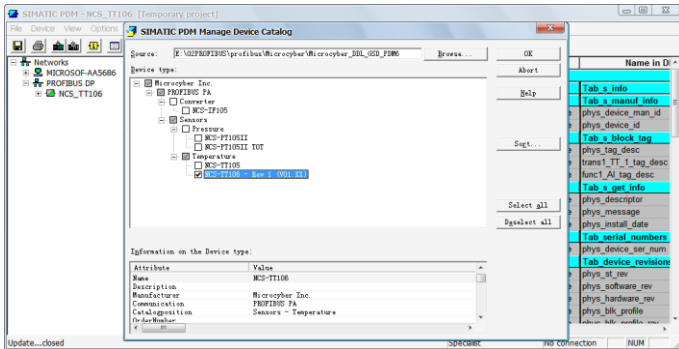 SIMATIC PDM - NCS_TT106 [Temporary project]
File Device View Options
SIMATIC PDM Manage Device Catalog
Source: E:\02PROFIBUS\profibus\Microcyber\Microcyber_DDL_GSD_PDM6 Browse... OK
Device type: Abort
Help
Sort...
Select all
Deselect all
Networks
MICROSOF-AA5686
PROFIBUS DP
NCS_TT106
Microcyber Inc.
PROFIBUS PA
Converter
NCS-IF105
Sensors
Pressure
NCS-PT105II
NCS-PT105II TOT
Temperature
NCS-TT105
NCS-TT106 - Rev 1 (V01.XX)
Information on the Device type:
Attribute Value
Name NCS-TT106
Description
Manufacturer Microcyber Inc.
Communication PROFIBUS PA
Catalogposition Sensors - Temperature
OrderNumber
Name in D
Tab_s_info
Tab_s_manuf_info
phys_device_man_id
phys_device_id
Tab_s_block_tag
phys_tag_desc
trans1_TT_1_tag_desc
func1_AI_tag_desc
Tab_s_get_info
phys_descriptor
phys_message
phys_install_date
Tab_serial_numbers
phys_device_ser_num
Tab_device_revisions
phys_st_rev
phys_software_rev
phys_hardware_rev
phys_blk_profile
Update...closed Specialist No connection NUM